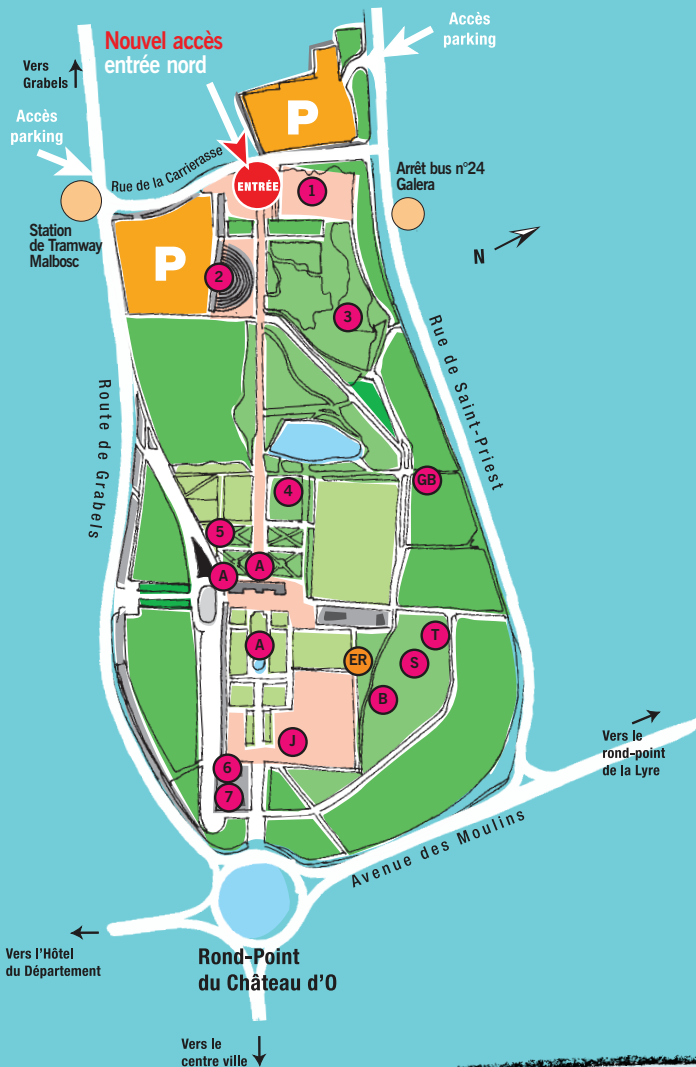 Accès
parking
Nouvel accès
entrée nord
Vers
Grabels
P
Accès
parking
Rue de la Carrierasse
ENTRÉE
1
Arrêt bus n°24
Galera
Station
de Tramway
Malbosc
N
P
2
3
Route de Grabels
Rue de Saint-Priest
GB
4
5
A
A
A
T
ER
S
B
J
6
7
Vers le
rond-point
de la Lyre
Avenue des Moulins
Vers l'Hôtel
du Département
Rond-Point
du Château d'O
Vers le
centre ville